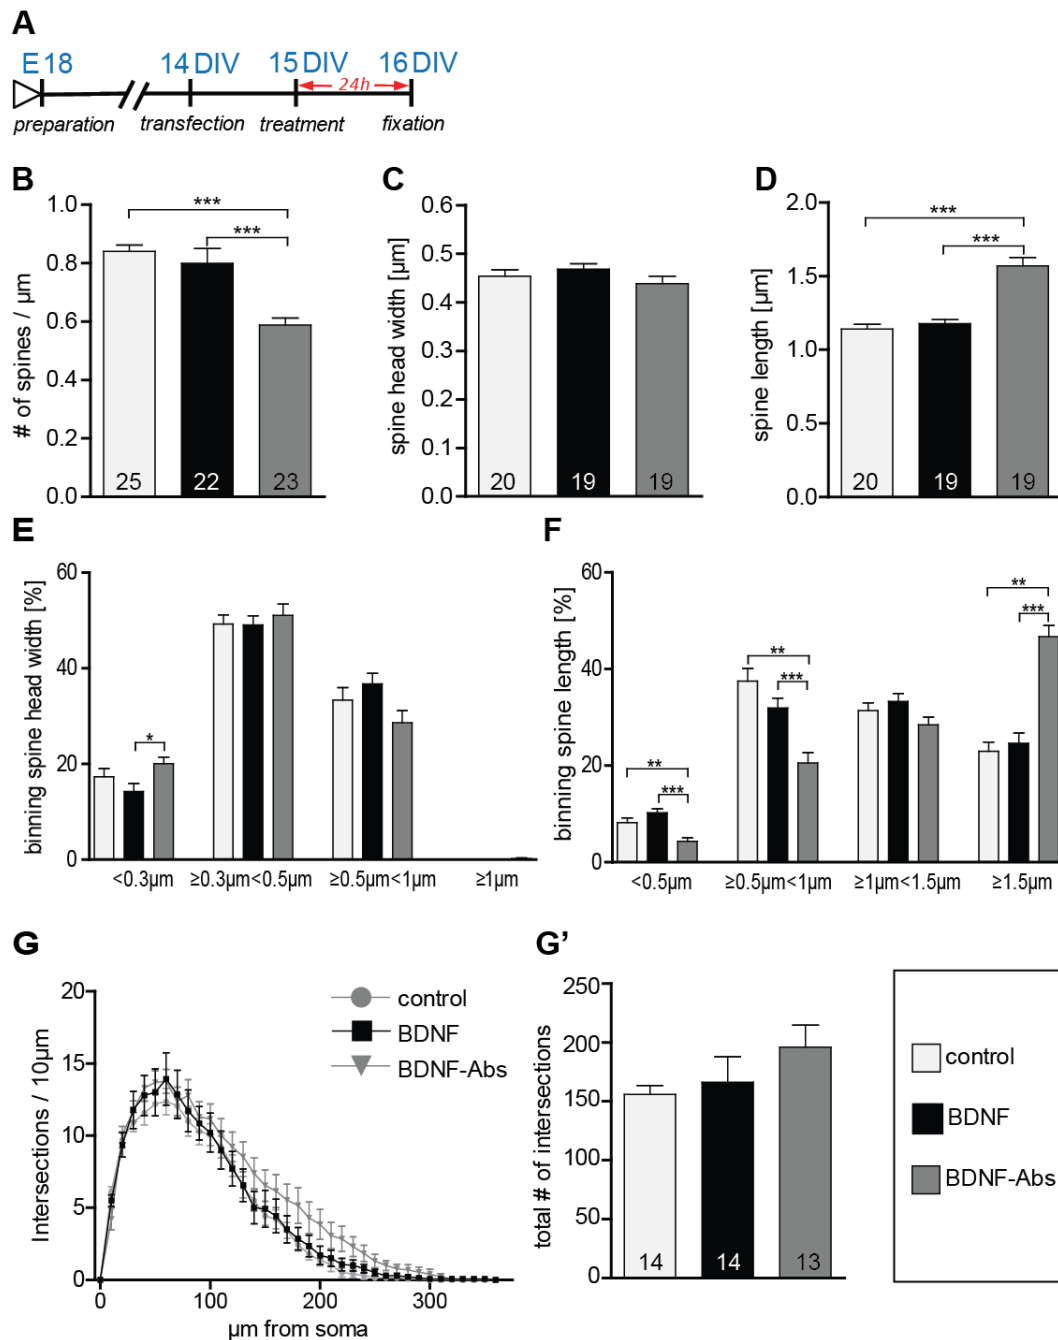 A
E18 14 DIV 15 DIV 16 DIV
24h
preparation transfection treatment fixation
B
# of spines / µm
1.0
0.8
0.6
0.4
0.2
0.0
***
***
25 22 23
C
spine head width [µm]
0.6
0.5
0.4
0.3
0.2
0.1
0.0
20 19 19
D
spine length [µm]
2.0
1.5
1.0
0.5
0.0
***
***
20 19 19
E
binning spine head width [%]
60
40
20
0
*
<0.3µm ≥0.3µm<0.5µm ≥0.5µm<1µm ≥1µm
F
binning spine length [%]
60
40
20
0
**
***
**
***
**
***
<0.5µm ≥0.5µm<1µm ≥1µm<1.5µm ≥1.5µm
G
Intersections / 10µm
20
15
10
5
0
control
BDNF
BDNF-Abs
0 100 200 300
µm from soma
G’
total # of intersections
250
200
150
100
50
0
14 14 13
control
BDNF
BDNF-Abs